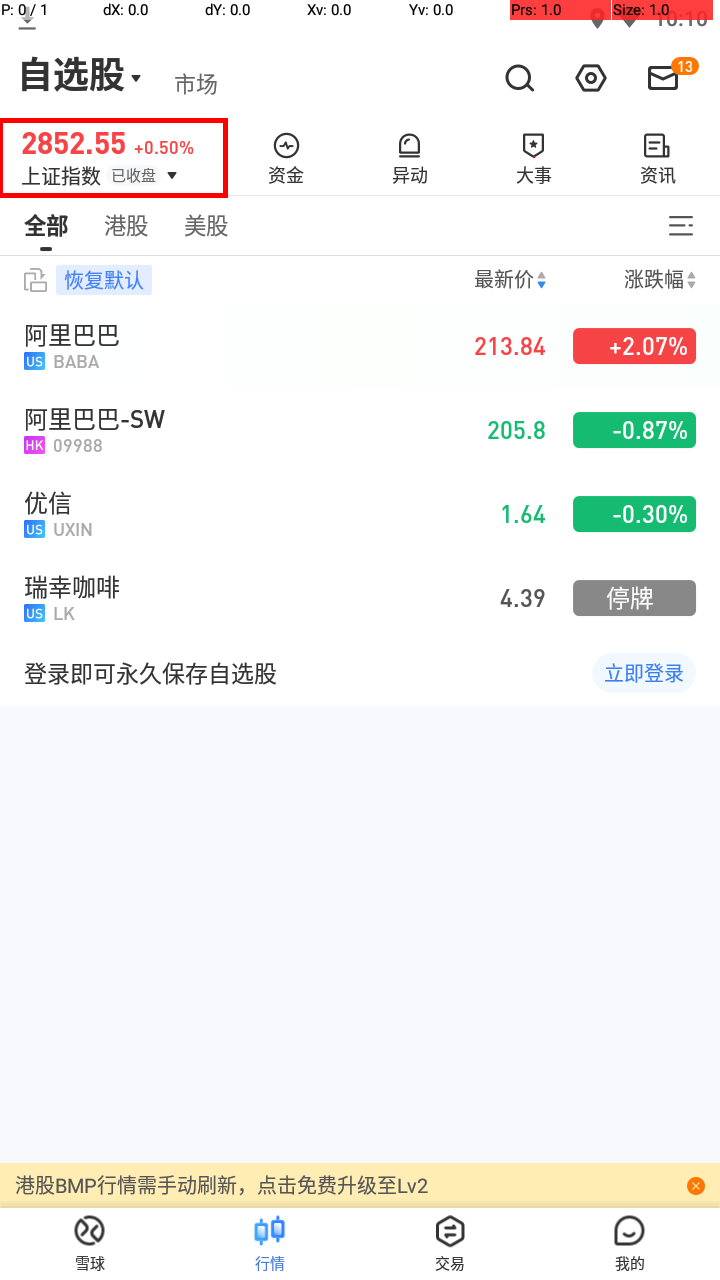 P: 0 / 1 dX: 0.0 dY: 0.0 Xv: 0.0 Yv: 0.0 Prs: 1.0 Size: 1.0
10:10
自选股 市场 13
2852.55 +0.50%
上证指数 已收盘
资金 异动 大事 资讯
全部 港股 美股
恢复默认 最新价 涨跌幅
阿里巴巴
US BABA
213.84 +2.07%
阿里巴巴-SW
HK 09988
205.8 -0.87%
优信
US UXIN
1.64 -0.30%
瑞幸咖啡
US LK
4.39 停牌
登录即可永久保存自选股 立即登录
港股BMP行情需手动刷新，点击免费升级至Lv2
雪球 行情 交易 我的